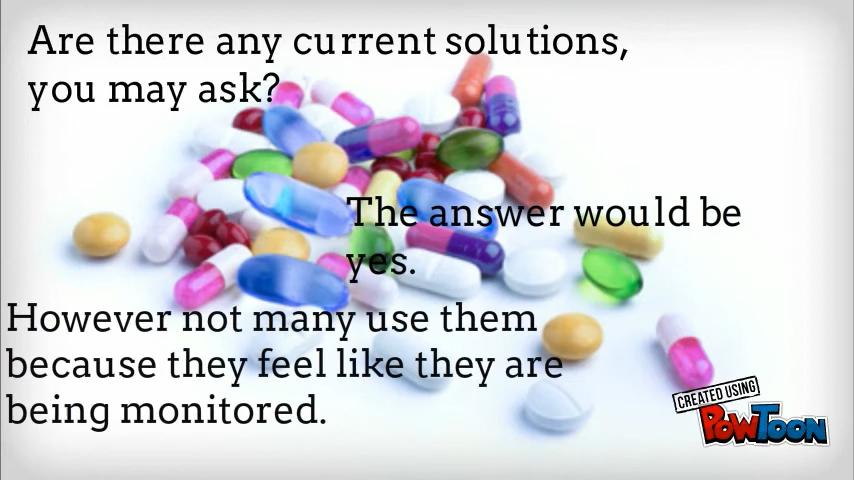 Are there any current solutions,
you may ask?
The answer would be
yes.
However not many use them
because they feel like they are
being monitored.
CREATED USING
POWTOON